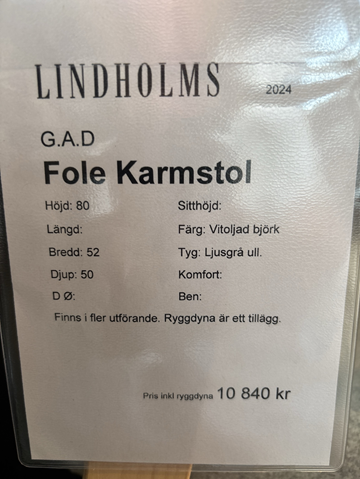 LINDHOLMS 2024
G.A.D
Fole Karmstol
Höjd: 80 Sitthöjd:
Längd: Färg: Vitoljad björk
Bredd: 52 Tyg: Ljusgrå ull.
Djup: 50 Komfort:
D Ø: Ben:
Finns i fler utförande. Ryggdyna är ett tillägg.
Pris inkl ryggdyna 10 840 kr